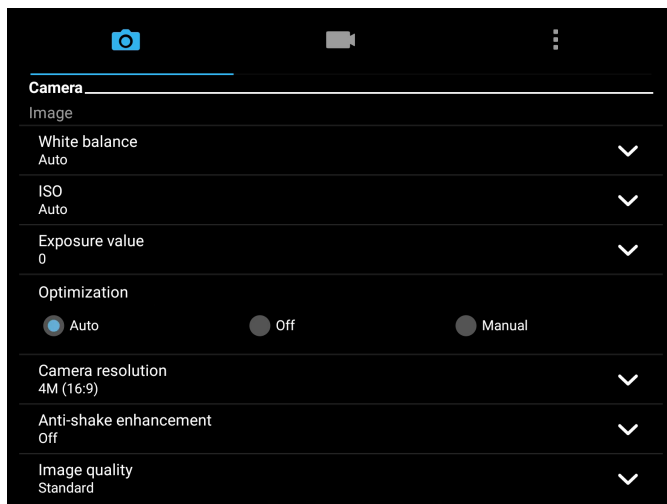 Camera
Image
White balance
Auto
ISO
Auto
Exposure value
0
Optimization
Auto Off Manual
Camera resolution
4M (16:9)
Anti-shake enhancement
Off
Image quality
Standard